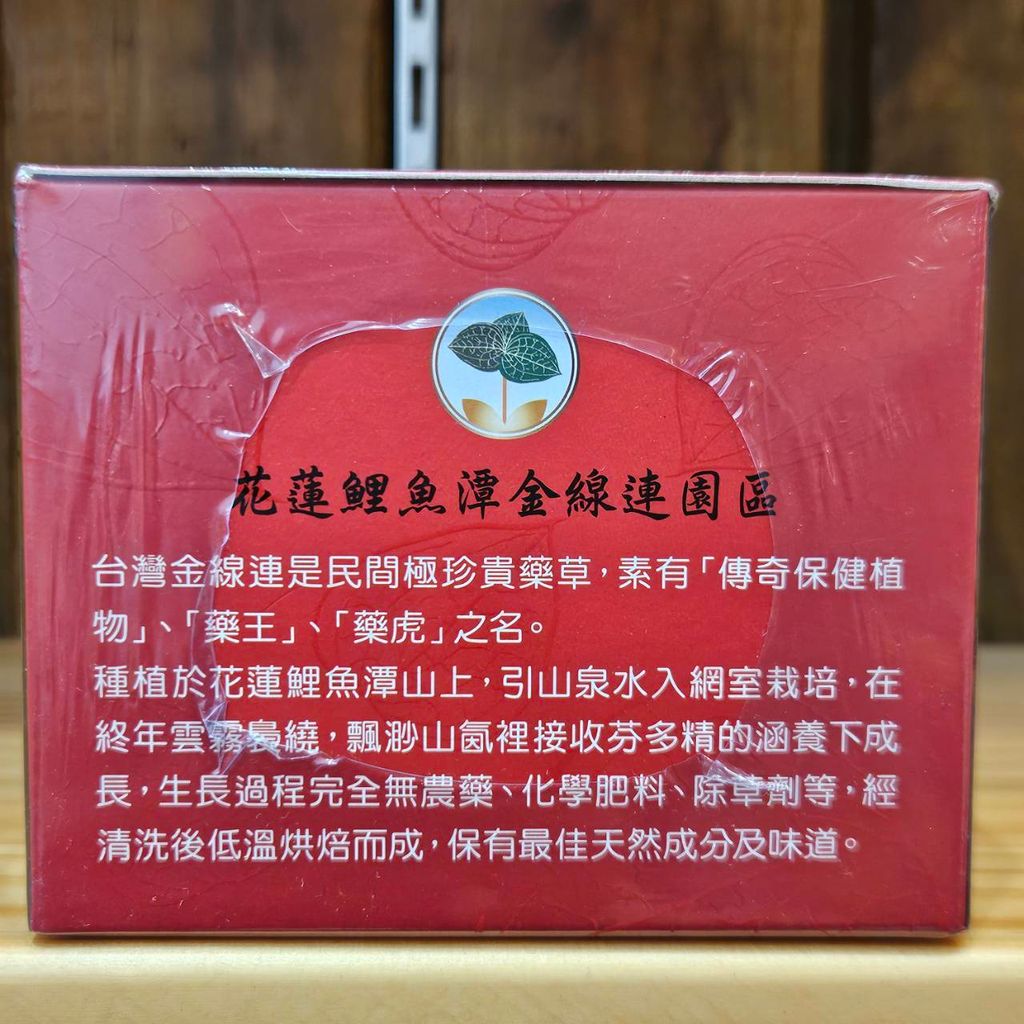 花蓮鯉魚潭金線連園區
台灣金線連是民間極珍貴藥草，素有「傳奇保健植
物」、「藥王」、「藥虎」之名。
種植於花蓮鯉魚潭山上，引山泉水入網室栽培，在
終年雲霧裊繞，飄渺山氤裡接收芬多精的涵養下成
長，生長過程完全無農藥、化學肥料、除草劑等，經
清洗後低溫烘焙而成，保有最佳天然成分及味道。